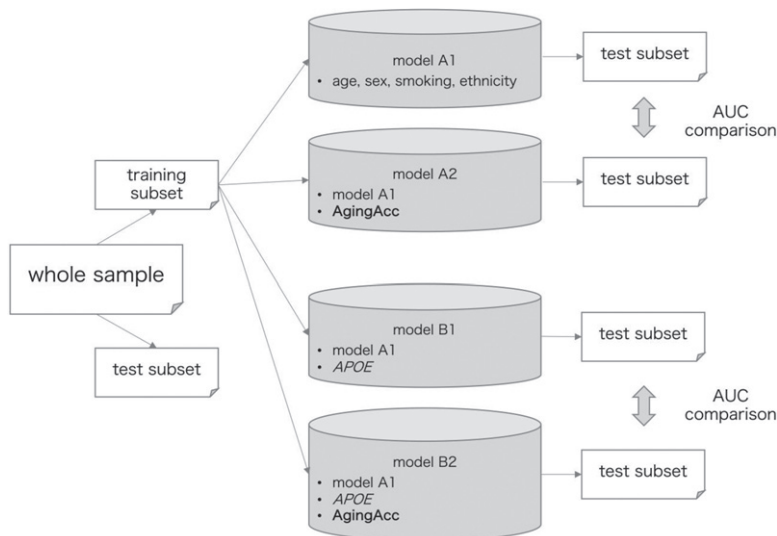 model A1
• age, sex, smoking, ethnicity
test subset
AUC
comparison
model A2
• model A1
• AgingAcc
test subset
training
subset
whole sample
test subset
model B1
• model A1
• APOE
test subset
AUC
comparison
model B2
• model A1
• APOE
• AgingAcc
test subset